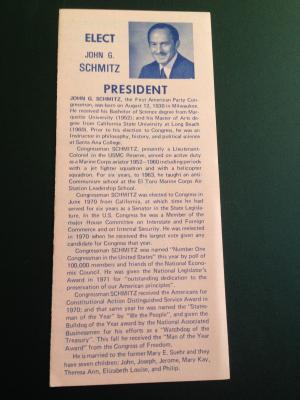 ELECT
JOHN G.
SCHMITZ
PRESIDENT
JOHN G. SCHMITZ, the First American Party Con-
gressman, was born on August 12, 1930 in Milwaukee.
He received his Bachelor of Science degree from Mar-
quette University (1952); and his Master of Arts de-
gree from California State University at Long Beach
(1960). Prior to his election to Congress, he was an
Instructor in philosophy, history, and political science
at Santa Ana College.
Congressman SCHMITZ, presently a Lieutenant-
Colonel in the USMC Reserve, served on active duty
as a Marine Corps aviator 1952-1960 including periods
with a jet fighter squadron and with a helicopter
squadron. For six years, to 1963, he taught an anti-
Communism school at the El Toro Marine Corps Air
Station Leadership School.
Congressman SCHMITZ was elected to Congress in
June 1970 from California, at which time he had
served for six years as a Senator in the State Legisla-
ture. In the U.S. Congress he was a Member of the
major House Committee on Interstate and Foreign
Commerce and on Internal Security. He was reelected
in 1970 when he received the largest vote given any
candidate for Congress that year.
Congressman SCHMITZ was named "Number One
Congressman in the United States" this year by poll of
100,000 members and friends of the National Econo-
mic Council. He was given the National Legislator's
Award in 1971 for "outstanding dedication to the
preservation of our American principles".
Congressman SCHMITZ received the Americans for
Constitutional Action Distinguished Service Award in
1970; and that same year he was named the "States-
man of the Year" by "We the People", and given the
Bulldog of the Year award by the National Associated
Businessmen for his efforts as a "Watchdog of the
Treasury". This fall he received the "Man of the Year
Award" from the Congress of Freedom.
He is married to the former Mary E. Suehr and they
have seven children: John, Joseph, Jerome, Mary Kay,
Theresa Ann, Elizabeth Louise, and Philip.